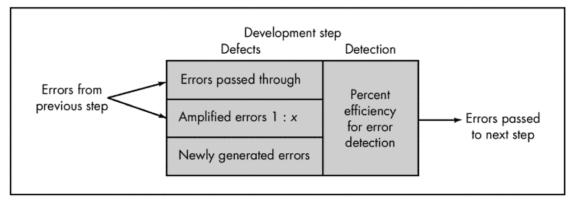 Development step
Defects Detection
Errors from
previous step
Errors passed through
Amplified errors 1 : x
Newly generated errors
Percent
efficiency
for error
detection
Errors passed
to next step